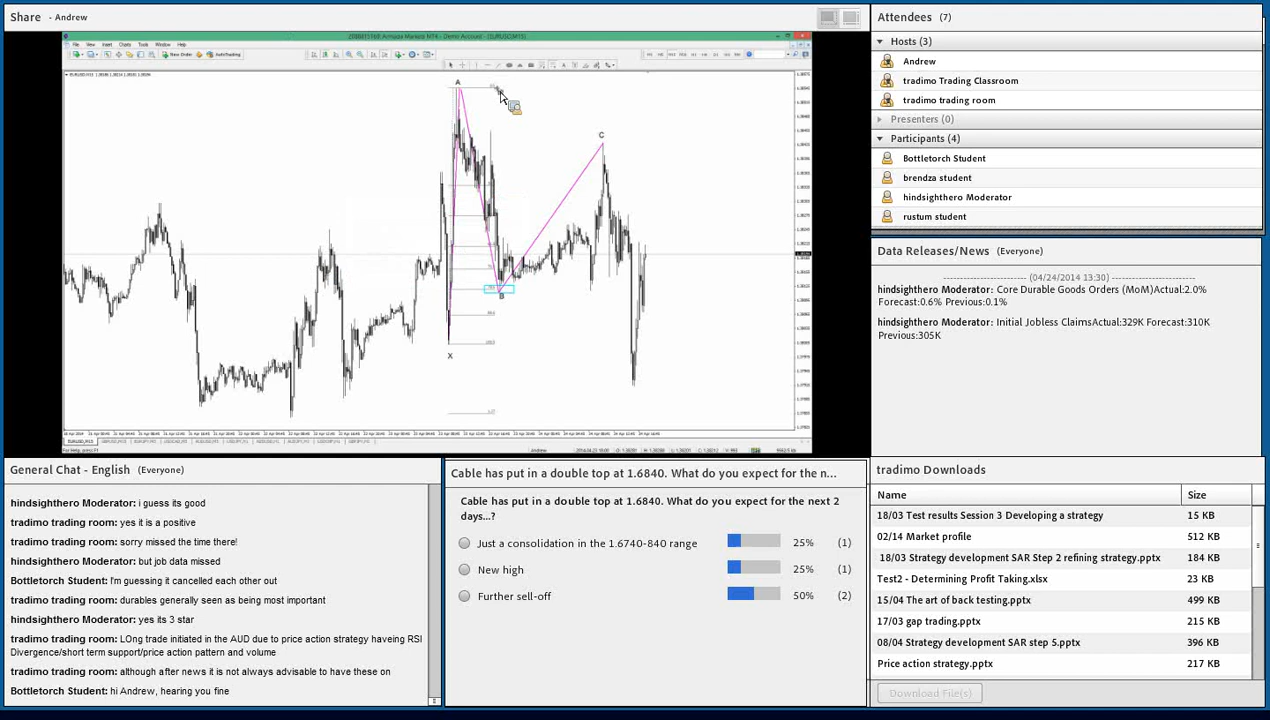 Share - Andrew
File View Insert Charts Tools Window Help
New Order
AutoTrading
A
C
B
X
Attendees (7)
Hosts (3)
Andrew
tradimo Trading Classroom
tradimo trading room
Presenters (0)
Participants (4)
Bottletorch Student
brendza student
hindsighthero Moderator
rustum student
Data Releases/News (Everyone)
(04/24/2014 13:30)
hindsighthero Moderator: Core Durable Goods Orders (MoM)Actual:2.0%
Forecast:0.6% Previous:0.1%
hindsighthero Moderator: Initial Jobless ClaimsActual:329K Forecast:310K
Previous:305K
General Chat - English (Everyone)
hindsighthero Moderator: i guess its good
tradimo trading room: yes it is a positive
tradimo trading room: sorry missed the time there!
hindsighthero Moderator: but job data missed
Bottletorch Student: I'm guessing it cancelled each other out
tradimo trading room: durables generally seen as being most important
hindsighthero Moderator: yes its 3 star
tradimo trading room: LOng trade initiated in the AUD due to price action strategy haveing RSI
Divergence/short term support/price action pattern and volume
tradimo trading room: although after news it is not always advisable to have these on
Bottletorch Student: hi Andrew, hearing you fine
Cable has put in a double top at 1.6840. What do you expect for the n...
Cable has put in a double top at 1.6840. What do you expect for the next 2
days...?
Just a consolidation in the 1.6740-840 range 25% (1)
New high 25% (1)
Further sell-off 50% (2)
tradimo Downloads
Name Size
18/03 Test results Session 3 Developing a strategy 15 KB
02/14 Market profile 512 KB
18/03 Strategy development SAR Step 2 refining strategy.pptx 184 KB
Test2 - Determining Profit Taking.xlsx 23 KB
15/04 The art of back testing.pptx 499 KB
17/03 gap trading.pptx 215 KB
08/04 Strategy development SAR step 5.pptx 396 KB
Price action strategy.pptx 217 KB
Download File(s)